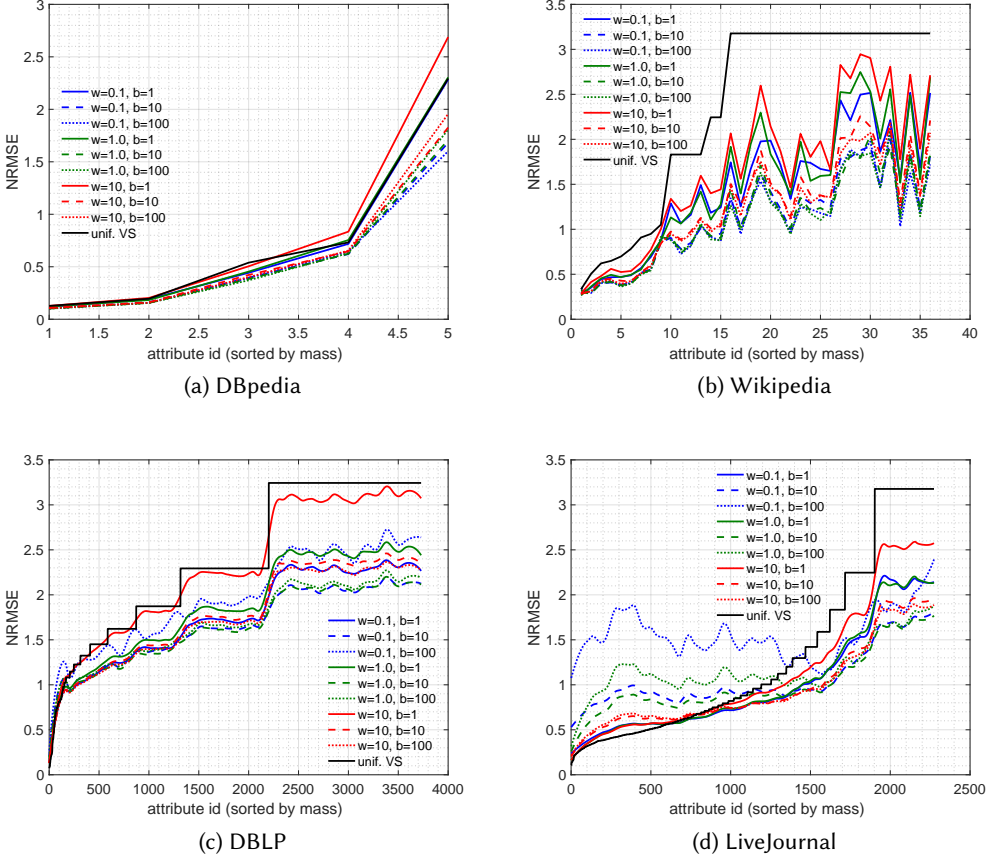 3
2.5
2
1.5
1
0.5
0
NRMSE
w=0.1, b=1
w=0.1, b=10
w=0.1, b=100
w=1.0, b=1
w=1.0, b=10
w=1.0, b=100
w=10, b=1
w=10, b=10
w=10, b=100
unif. VS
1 1.5 2 2.5 3 3.5 4 4.5 5
attribute id (sorted by mass)
(a) DBpedia
3.5
3
2.5
2
1.5
1
0.5
0
NRMSE
w=0.1, b=1
w=0.1, b=10
w=0.1, b=100
w=1.0, b=1
w=1.0, b=10
w=1.0, b=100
w=10, b=1
w=10, b=10
w=10, b=100
unif. VS
0 5 10 15 20 25 30 35 40
attribute id (sorted by mass)
(b) Wikipedia
3.5
3
2.5
2
1.5
1
0.5
0
NRMSE
w=0.1, b=1
w=0.1, b=10
w=0.1, b=100
w=1.0, b=1
w=1.0, b=10
w=1.0, b=100
w=10, b=1
w=10, b=10
w=10, b=100
unif. VS
0 500 1000 1500 2000 2500 3000 3500 4000
attribute id (sorted by mass)
(c) DBLP
3.5
3
2.5
2
1.5
1
0.5
0
NRMSE
w=0.1, b=1
w=0.1, b=10
w=0.1, b=100
w=1.0, b=1
w=1.0, b=10
w=1.0, b=100
w=10, b=1
w=10, b=10
w=10, b=100
unif. VS
0 500 1000 1500 2000 2500
attribute id (sorted by mass)
(d) LiveJournal